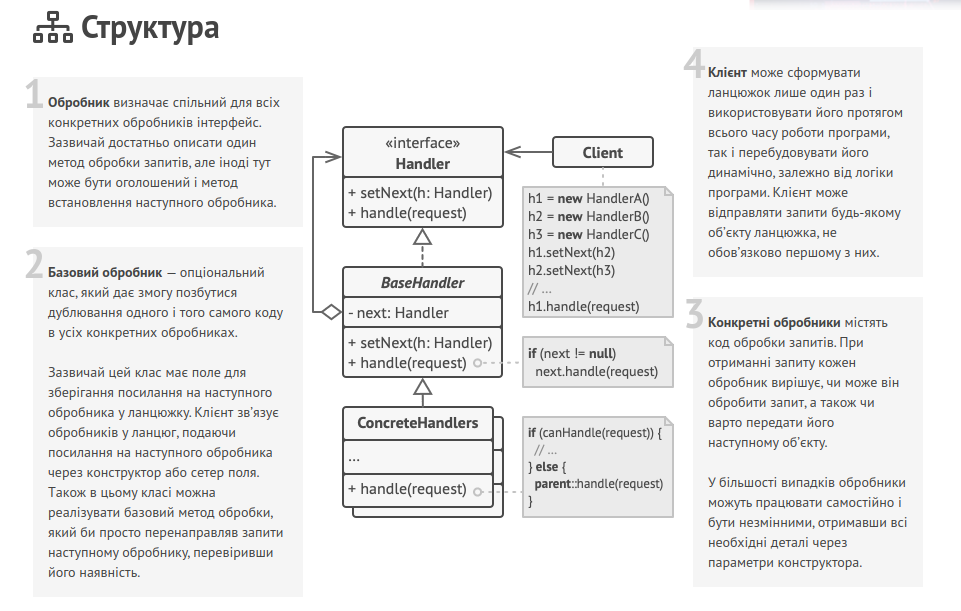 Структура
1
Обробник визначає спільний для всіх
конкретних обробників інтерфейс.
Зазвичай достатньо описати один
метод обробки запитів, але іноді тут
може бути оголошений і метод
встановлення наступного обробника.
2
Базовий обробник — опціональний
клас, який дає змогу позбутися
дублювання одного і того самого коду
в усіх конкретних обробниках.
Зазвичай цей клас має поле для
зберігання посилання на наступного
обробника у ланцюжку. Клієнт зв'язує
обробників у ланцюг, подаючи
посилання на наступного обробника
через конструктор або сетер поля.
Також в цьому класі можна
реалізувати базовий метод обробки,
який би просто перенаправляв запити
наступному обробнику, перевіривши
його наявність.
«interface»
Handler
+ setNext(h: Handler)
+ handle(request)
BaseHandler
- next: Handler
+ setNext(h: Handler)
+ handle(request)
ConcreteHandlers
...
+ handle(request)
Client
h1 = new HandlerA()
h2 = new HandlerB()
h3 = new HandlerC()
h1.setNext(h2)
h2.setNext(h3)
// ...
h1.handle(request)
if (next != null)
next.handle(request)
if (canHandle(request)) {
// ...
} else {
parent::handle(request)
}
4
Клієнт може сформувати
ланцюжок лише один раз і
використовувати його протягом
всього часу роботи програми,
так і перебудовувати його
динамічно, залежно від логіки
програми. Клієнт може
відправляти запити будь-якому
об'єкту ланцюжка, не
обов'язково першому з них.
3
Конкретні обробники містять
код обробки запитів. При
отриманні запиту кожен
обробник вирішує, чи може він
обробити запит, а також чи
варто передати його
наступному об'єкту.
У більшості випадків обробники
можуть працювати самостійно і
бути незмінними, отримавши всі
необхідні деталі через
параметри конструктора.